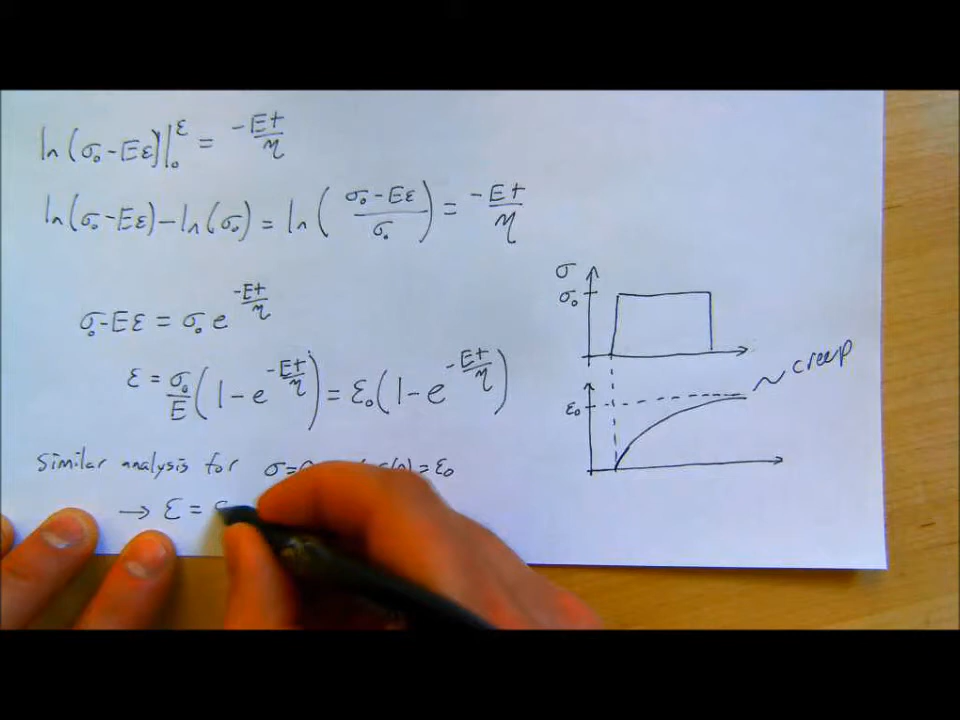 ln(σ₀-Eε)|₀^ε = -Et/η
ln(σ₀-Eε)-ln(σ₀) = ln((σ₀-Eε)/σ₀) = -Et/η
σ₀-Eε = σ₀ e^(-Et/η)
ε = σ₀/E (1-e^(-Et/η)) = ε₀(1-e^(-Et/η))
Similar analysis for σ= = ε₀
→ ε =
σ
σ₀
~ creep
ε₀